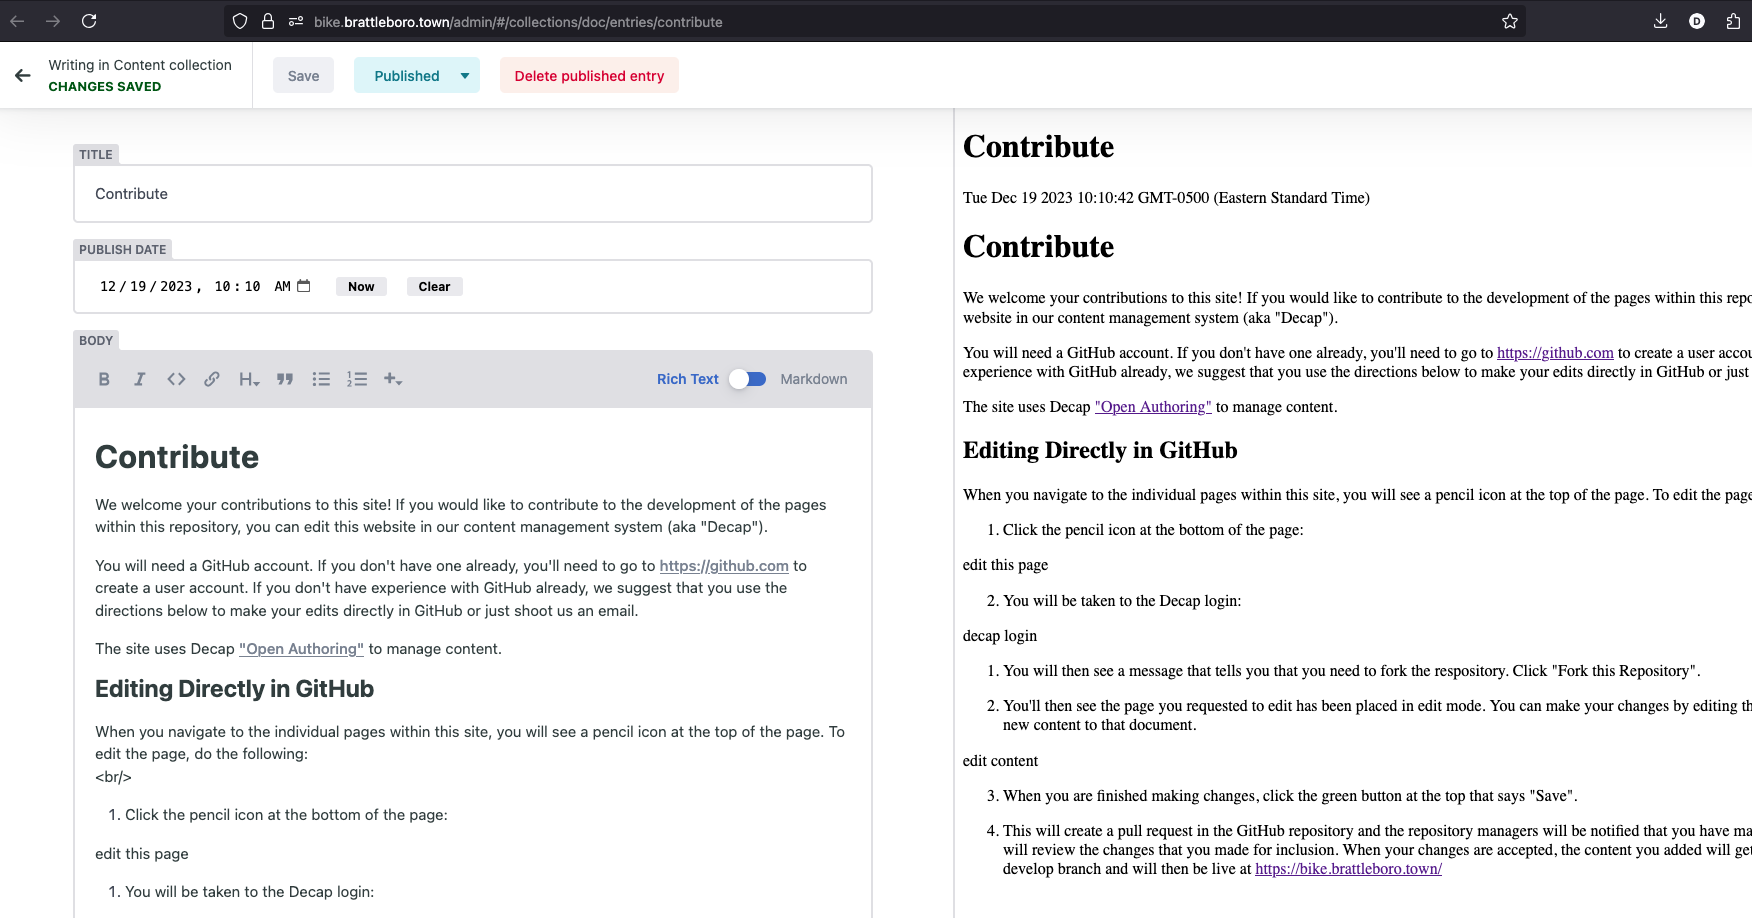 bike.brattleboro.town/admin/#/collections/doc/entries/contribute
D
Writing in Content collection
CHANGES SAVED
Save
Published
Delete published entry
TITLE
Contribute
PUBLISH DATE
12/19/2023, 10:10 AM
Now
Clear
BODY
B I <> H
Rich Text
Markdown
Contribute
We welcome your contributions to this site! If you would like to contribute to the development of the pages
within this repository, you can edit this website in our content management system (aka "Decap").
You will need a GitHub account. If you don't have one already, you'll need to go to https://github.com to
create a user account. If you don't have experience with GitHub already, we suggest that you use the
directions below to make your edits directly in GitHub or just shoot us an email.
The site uses Decap "Open Authoring" to manage content.
Editing Directly in GitHub
When you navigate to the individual pages within this site, you will see a pencil icon at the top of the page. To
edit the page, do the following:
<br/>
1. Click the pencil icon at the bottom of the page:
edit this page
1. You will be taken to the Decap login:
Contribute
Tue Dec 19 2023 10:10:42 GMT-0500 (Eastern Standard Time)
Contribute
We welcome your contributions to this site! If you would like to contribute to the development of the pages within this repo
website in our content management system (aka "Decap").
You will need a GitHub account. If you don't have one already, you'll need to go to https://github.com to create a user accou
experience with GitHub already, we suggest that you use the directions below to make your edits directly in GitHub or just
The site uses Decap "Open Authoring" to manage content.
Editing Directly in GitHub
When you navigate to the individual pages within this site, you will see a pencil icon at the top of the page. To edit the page
1. Click the pencil icon at the bottom of the page:
edit this page
2. You will be taken to the Decap login:
decap login
1. You will then see a message that tells you that you need to fork the respository. Click "Fork this Repository".
2. You'll then see the page you requested to edit has been placed in edit mode. You can make your changes by editing th
new content to that document.
edit content
3. When you are finished making changes, click the green button at the top that says "Save".
4. This will create a pull request in the GitHub repository and the repository managers will be notified that you have ma
will review the changes that you made for inclusion. When your changes are accepted, the content you added will get
develop branch and will then be live at https://bike.brattleboro.town/